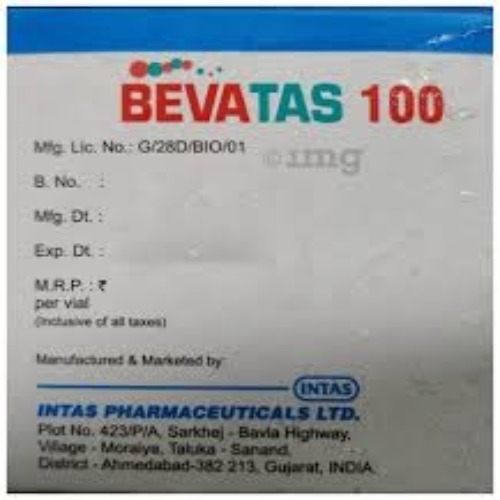 BEVATAS 100
Mfg. Lic. No.: G/28D/BIO/01
1mg
B. No. :
Mfg. Dt. :
Exp. Dt. :
M.R.P. : ₹
per vial
(Inclusive of all taxes)
Manufactured & Marketed by:
INTAS
INTAS PHARMACEUTICALS LTD.
Plot No. 423/P/A, Sarkhej - Bavla Highway,
Village - Moraiya, Taluka - Sanand,
District - Ahmedabad-382 213, Gujarat, INDIA.